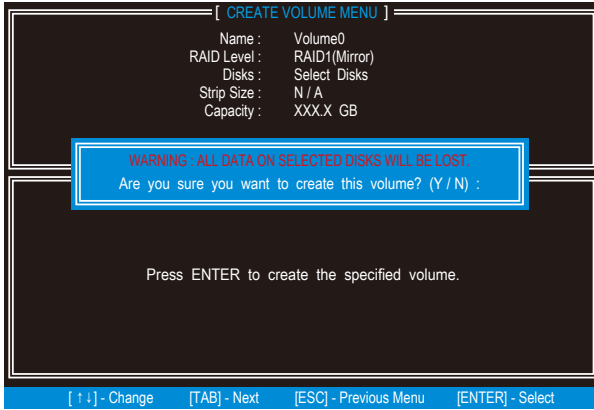 [ CREATE VOLUME MENU ]
Name : Volume0
RAID Level : RAID1(Mirror)
Disks : Select Disks
Strip Size : N / A
Capacity : XXX.X GB
WARNING : ALL DATA ON SELECTED DISKS WILL BE LOST.
Are you sure you want to create this volume? (Y / N) :
Press ENTER to create the specified volume.
[ ↑↓] - Change [TAB] - Next [ESC] - Previous Menu [ENTER] - Select